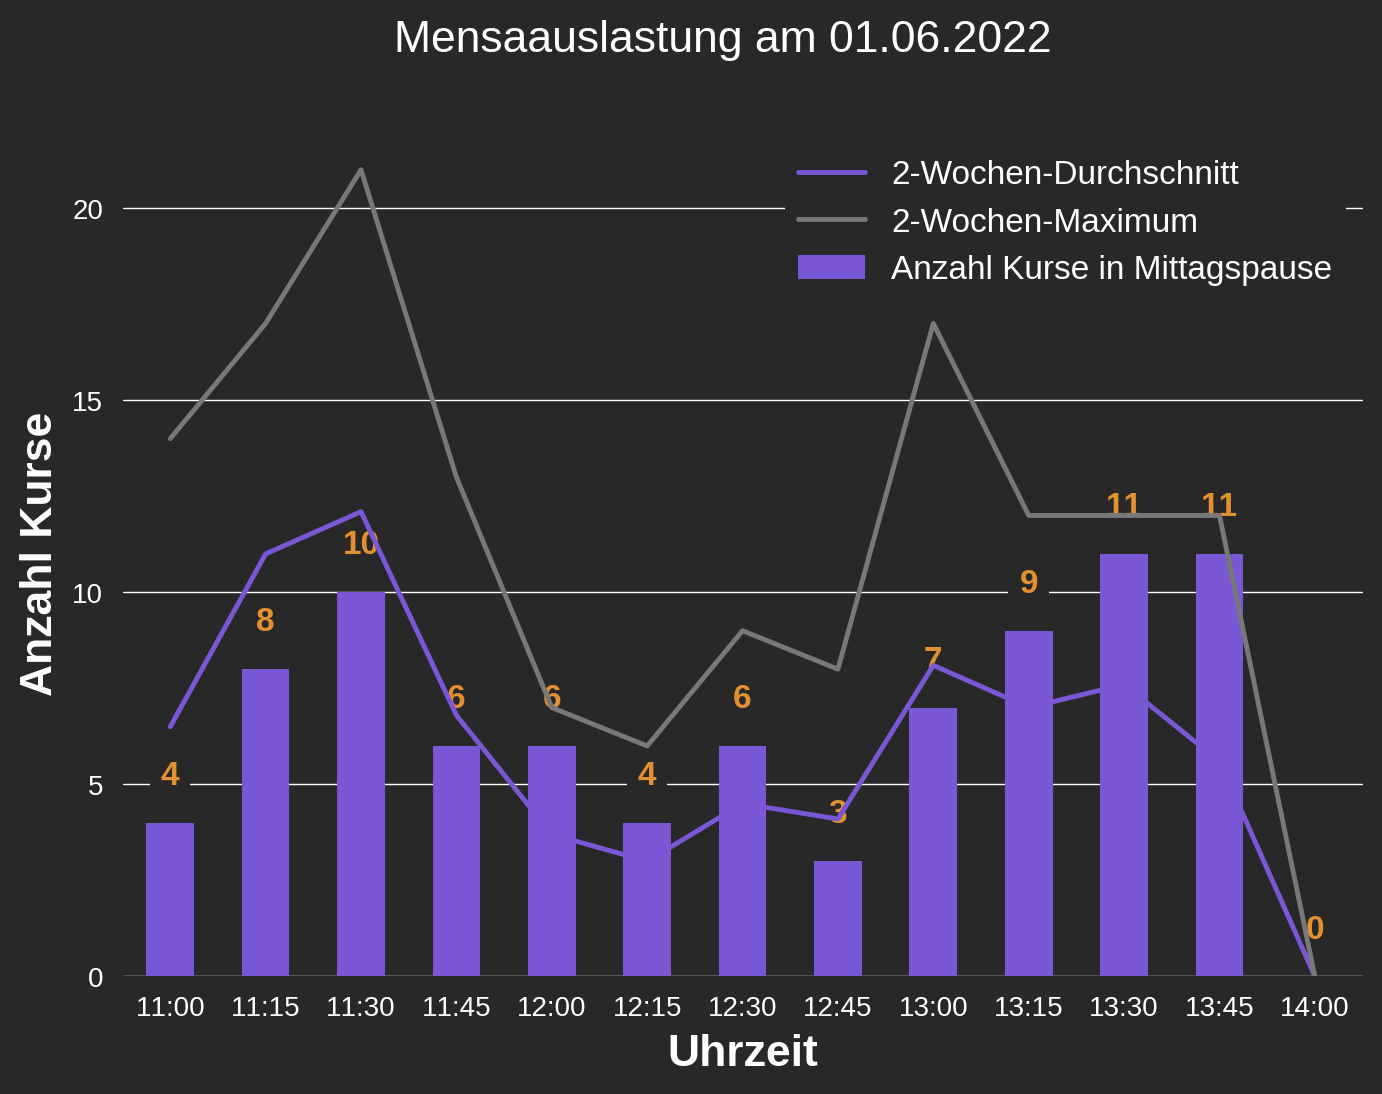 Mensaauslastung am 01.06.2022
2-Wochen-Durchschnitt
2-Wochen-Maximum
Anzahl Kurse in Mittagspause
Anzahl Kurse
20
15
10
5
0
4
8
10
6
6
4
6
3
7
9
11
11
0
11:00 11:15 11:30 11:45 12:00 12:15 12:30 12:45 13:00 13:15 13:30 13:45 14:00
Uhrzeit